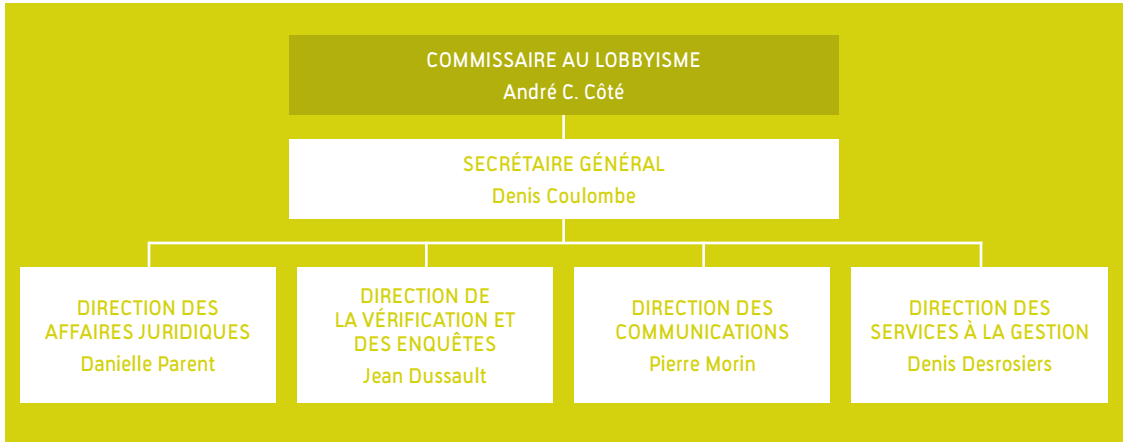 COMMISSAIRE AU LOBBYISME
André C. Côté
SECRÉTAIRE GÉNÉRAL
Denis Coulombe
DIRECTION DES
AFFAIRES JURIDIQUES
Danielle Parent
DIRECTION DE
LA VÉRIFICATION ET
DES ENQUÊTES
Jean Dussault
DIRECTION DES
COMMUNICATIONS
Pierre Morin
DIRECTION DES
SERVICES À LA GESTION
Denis Desrosiers